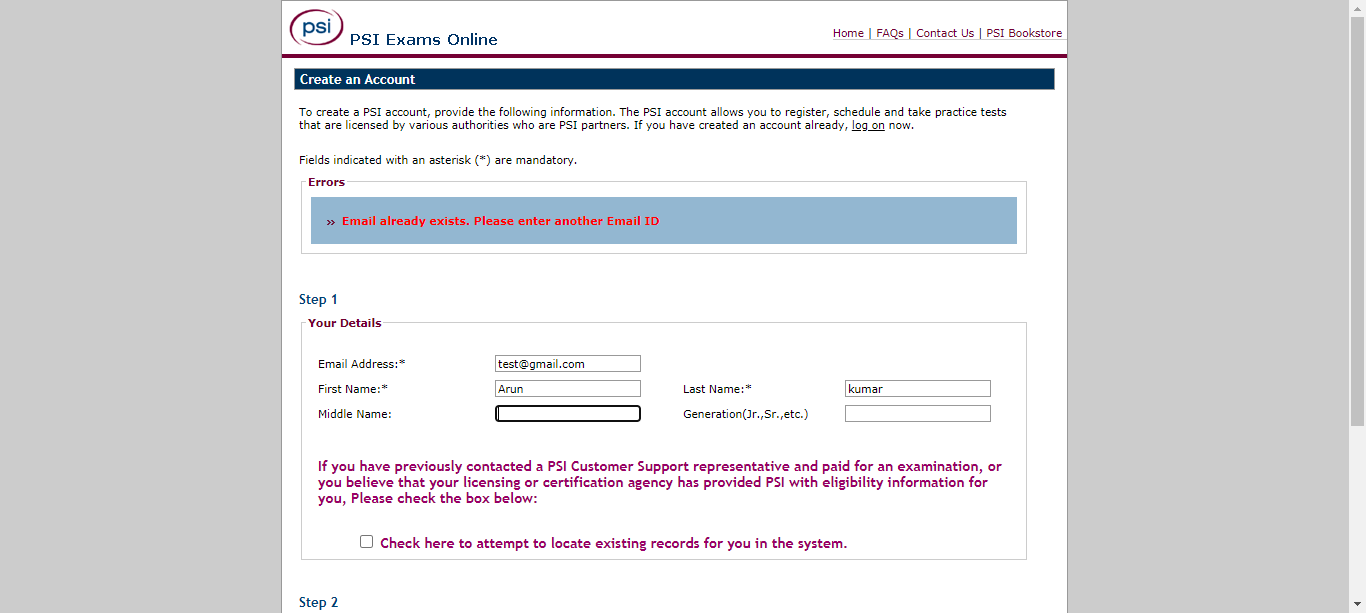 psi
PSI Exams Online
Home | FAQs | Contact Us | PSI Bookstore
Create an Account
To create a PSI account, provide the following information. The PSI account allows you to register, schedule and take practice tests
that are licensed by various authorities who are PSI partners. If you have created an account already, log on now.
Fields indicated with an asterisk (*) are mandatory.
Errors
» Email already exists. Please enter another Email ID
Step 1
Your Details
Email Address:* test@gmail.com
First Name:* Arun Last Name:* kumar
Middle Name: Generation(Jr.,Sr.,etc.)
If you have previously contacted a PSI Customer Support representative and paid for an examination, or
you believe that your licensing or certification agency has provided PSI with eligibility information for
you, Please check the box below:
Check here to attempt to locate existing records for you in the system.
Step 2